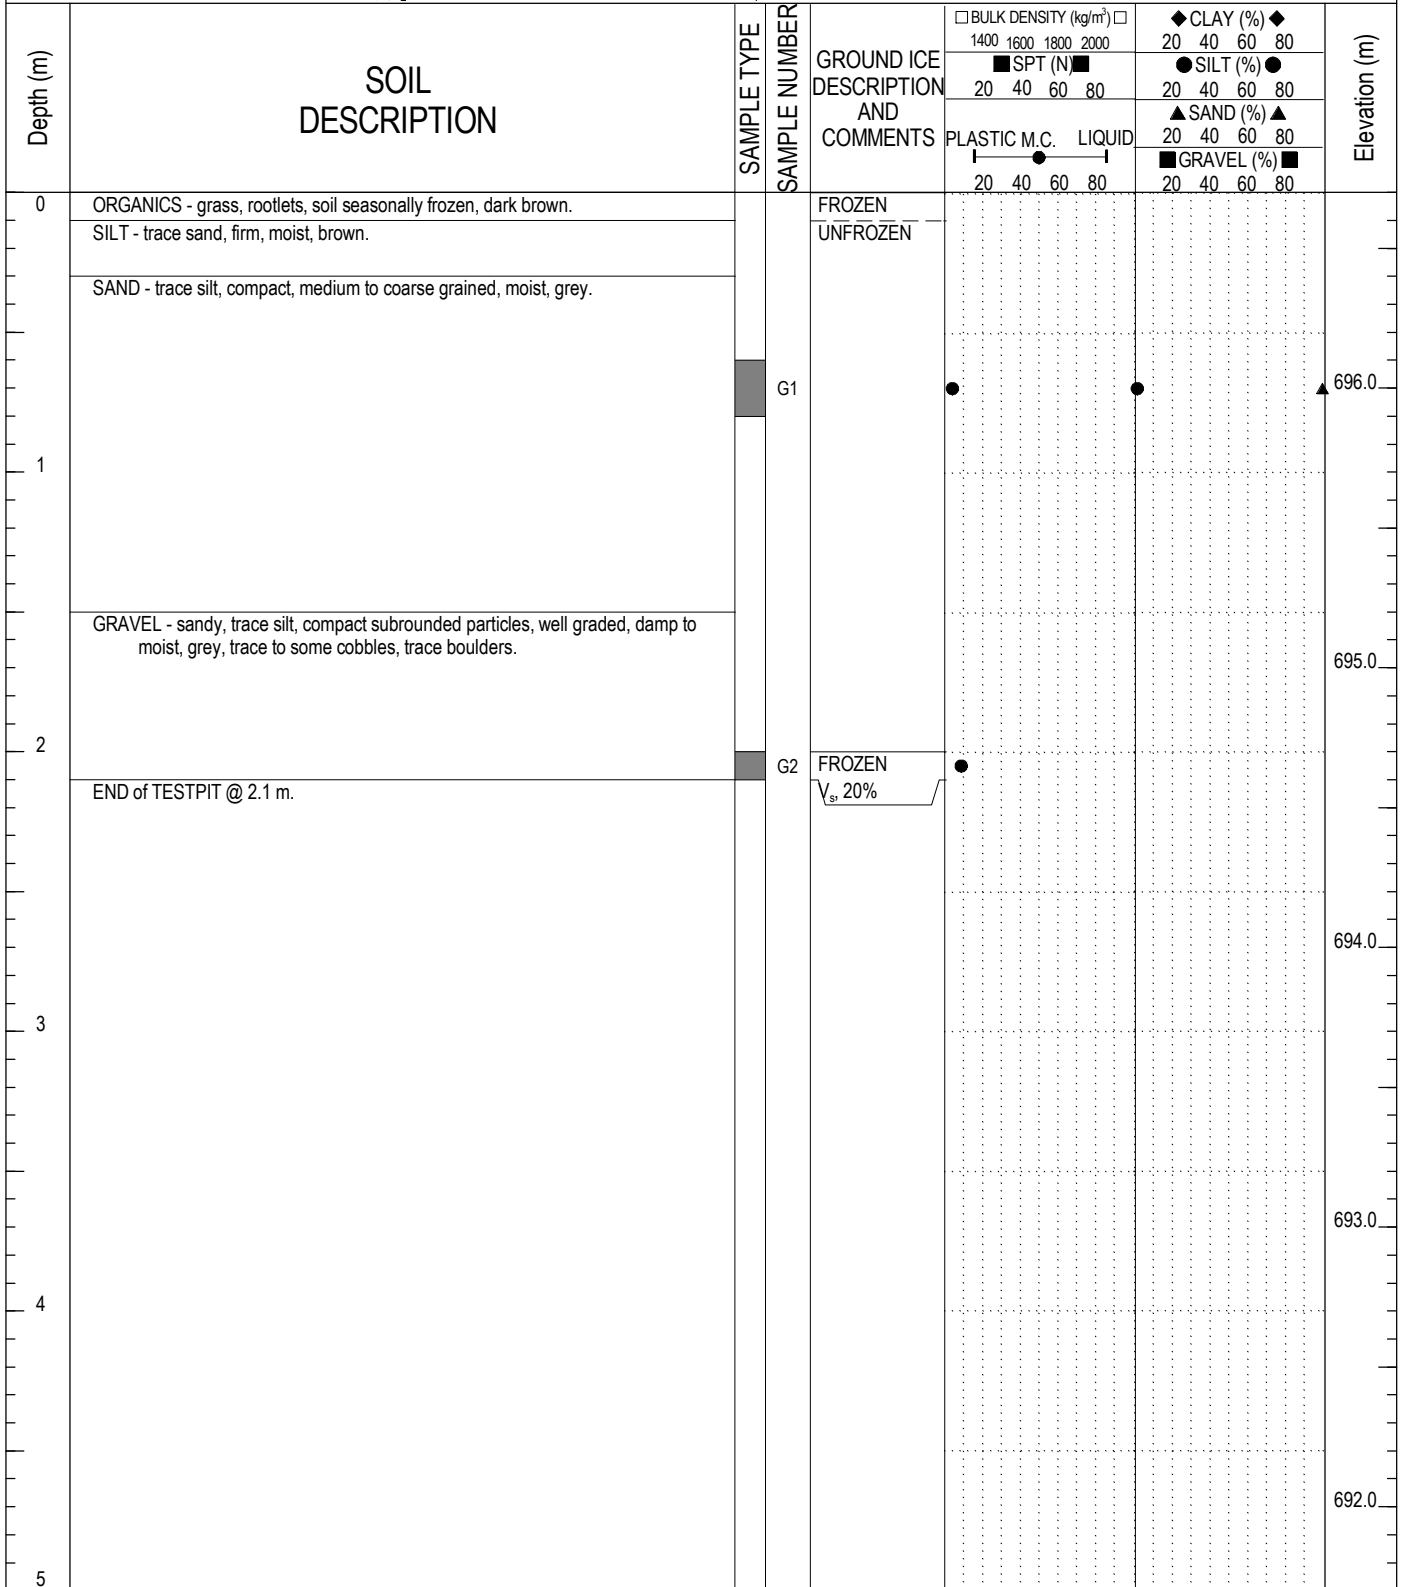 Depth (m)
SOIL
DESCRIPTION
SAMPLE TYPE
SAMPLE NUMBER
GROUND ICE
DESCRIPTION
AND
COMMENTS
□ BULK DENSITY (kg/m³) □
1400 1600 1800 2000
■ SPT (N) ■
20 40 60 80
PLASTIC M.C. LIQUID
20 40 60 80
◆ CLAY (%) ◆
20 40 60 80
● SILT (%) ●
20 40 60 80
▲ SAND (%) ▲
20 40 60 80
■ GRAVEL (%) ■
20 40 60 80
Elevation (m)
0
ORGANICS - grass, rootlets, soil seasonally frozen, dark brown.
FROZEN
SILT - trace sand, firm, moist, brown.
UNFROZEN
SAND - trace silt, compact, medium to coarse grained, moist, grey.
G1
696.0
1
GRAVEL - sandy, trace silt, compact subrounded particles, well graded, damp to
moist, grey, trace to some cobbles, trace boulders.
695.0
2
G2
FROZEN
END of TESTPIT @ 2.1 m.
Vs, 20%
694.0
3
693.0
4
692.0
5